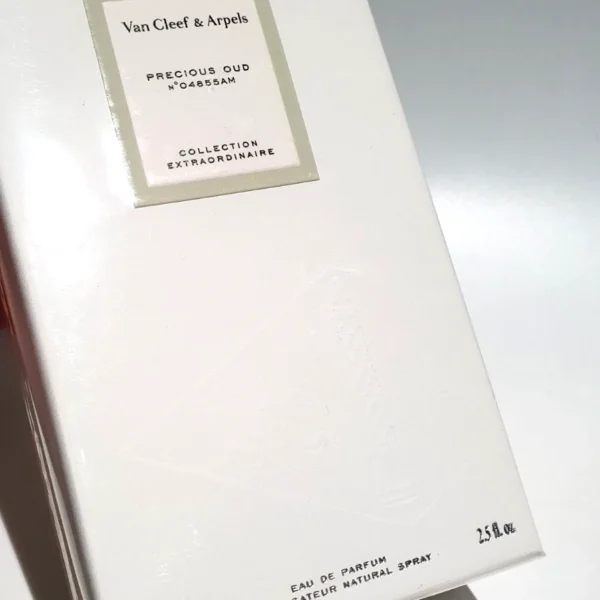 Van Cleef & Arpels
PRECIOUS OUD
N°04855AM
COLLECTION
EXTRAORDINAIRE
2.5 fl. oz
EAU DE PARFUM
NATURAL SPRAY